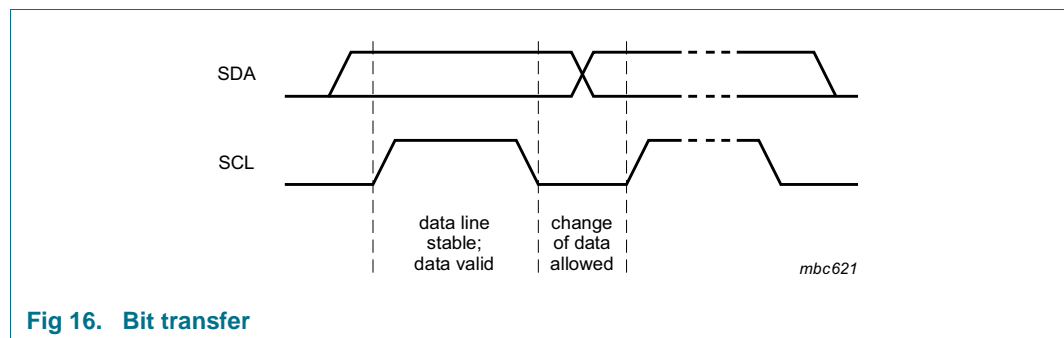 SDA
SCL
data line
stable;
data valid
change
of data
allowed
mbc621
Fig 16. Bit transfer